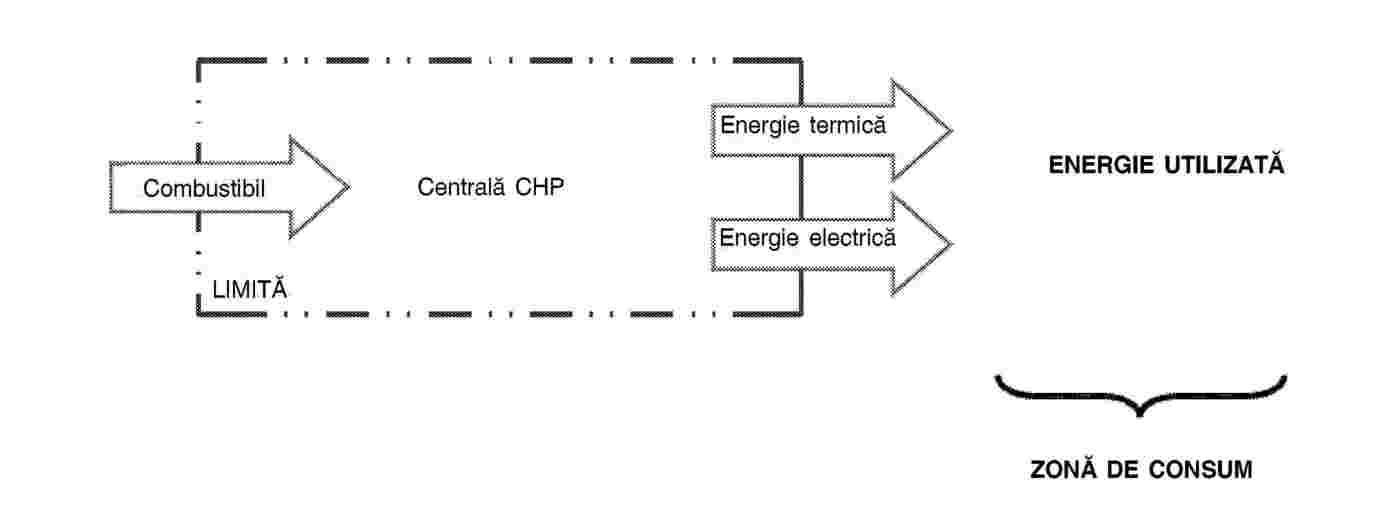 Energie termică
ENERGIE UTILIZATĂ
Combustibil
Centrală CHP
Energie electrică
LIMITĂ
ZONĂ DE CONSUM